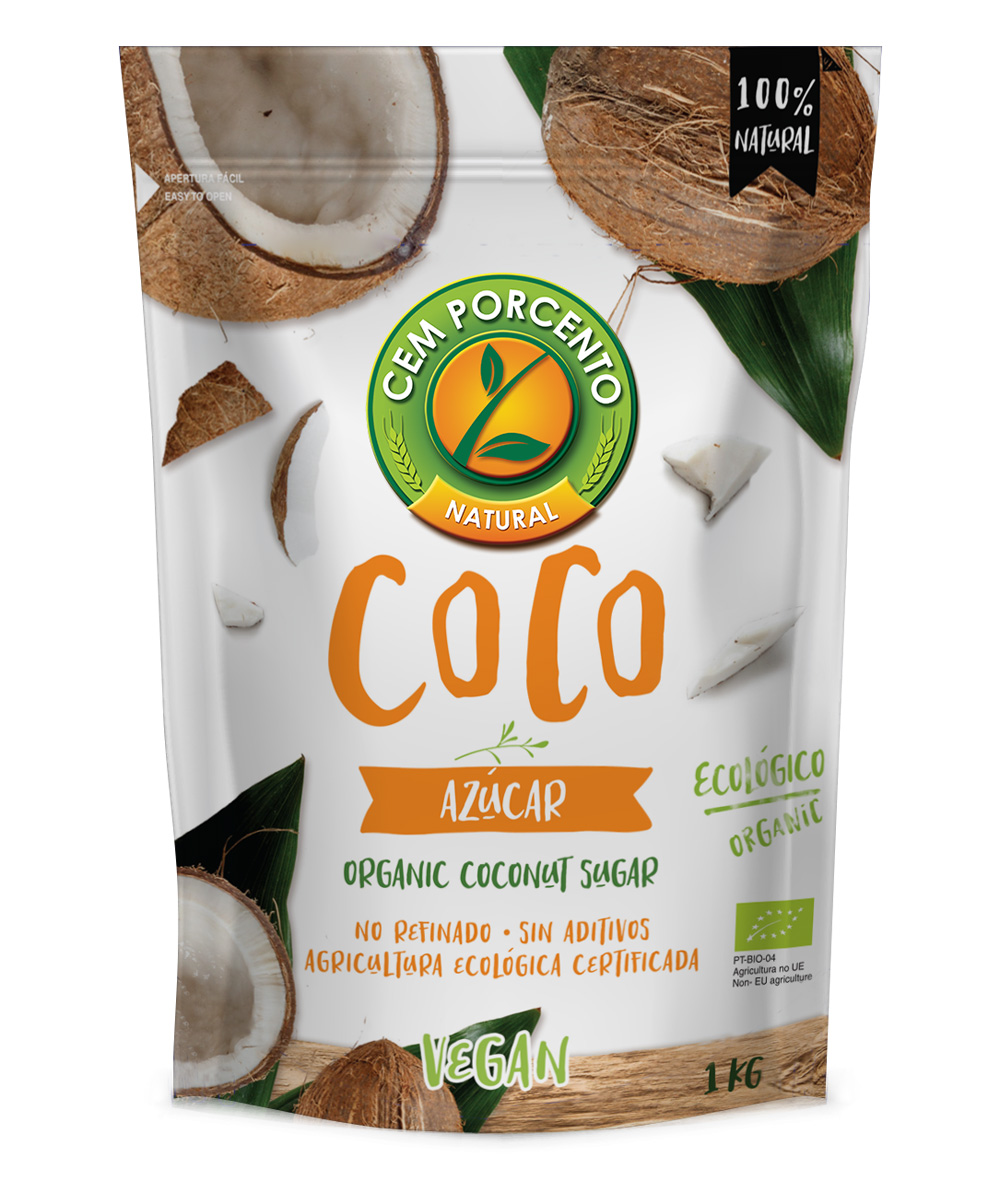 100%
NATURAL
APERTURA FÁCIL
EASY TO OPEN
CEM PORCENTO
NATURAL
COCO
AZÚCAR
ORGANIC COCONUT SUGAR
ECOLÓGICO
ORGANIC
NO REFINADO • SIN ADITIVOS
AGRICULTURA ECOLÓGICA CERTIFICADA
PT-BIO-04
Agricultura no UE
Non- EU agriculture
VEGAN
1 KG